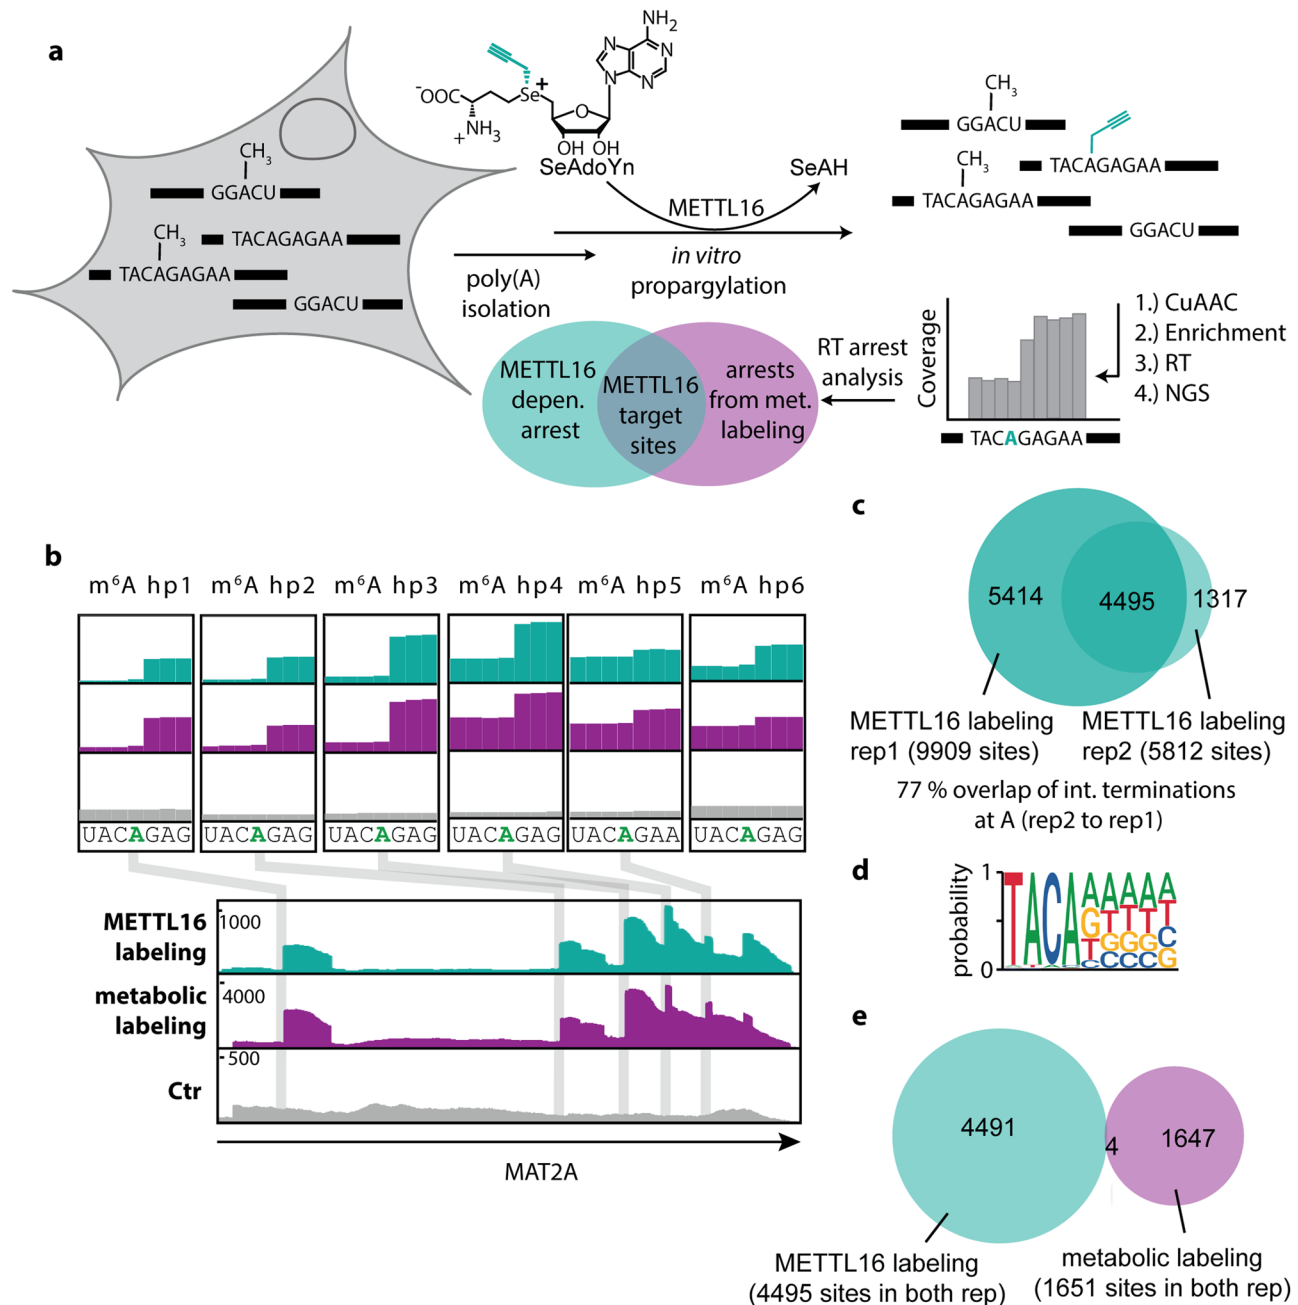 a
NH₂
N
N
N
N
⁻OOC
Se
+
O
NH₃
+
OH OH
SeAdoYn
SeAH
METTL16
in vitro
propargylation
poly(A)
isolation
CH₃
GGACU
CH₃
TACAGAGAA
TACAGAGAA
GGACU
CH₃
GGACU
TACAGAGAA
CH₃
TACAGAGAA
GGACU
1.) CuAAC
2.) Enrichment
3.) RT
4.) NGS
Coverage
TACAGAGAA
RT arrest
analysis
METTL16
depen.
arrest
METTL16
target
sites
arrests
from met.
labeling
b
m⁶A hp1 m⁶A hp2 m⁶A hp3 m⁶A hp4 m⁶A hp5 m⁶A hp6
UACAGAG UACAGAG UACAGAG UACAGAG UACAGAA UACAGAG
METTL16
labeling
1000
metabolic
labeling
4000
Ctr
500
MAT2A
c
5414 4495 1317
METTL16 labeling
rep1 (9909 sites)
METTL16 labeling
rep2 (5812 sites)
77 % overlap of int. terminations
at A (rep2 to rep1)
d
probability
1
0
TACAAAAAA
GTTTT
TGGGC
CCCCG
e
4491 4 1647
METTL16 labeling
(4495 sites in both rep)
metabolic labeling
(1651 sites in both rep)